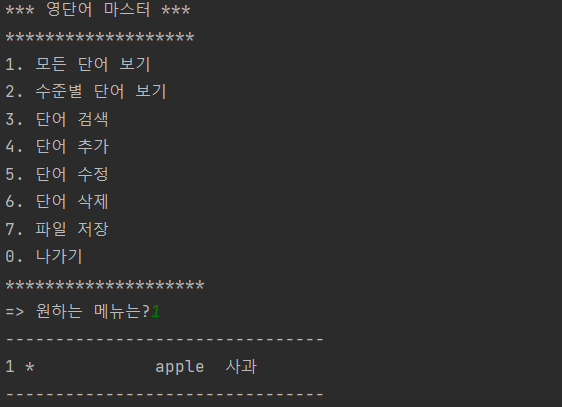 *** 영단어 마스터 ***
*******************
1. 모든 단어 보기
2. 수준별 단어 보기
3. 단어 검색
4. 단어 추가
5. 단어 수정
6. 단어 삭제
7. 파일 저장
0. 나가기
********************
=> 원하는 메뉴는?1
--------------------------------
1 *            apple  사과
--------------------------------